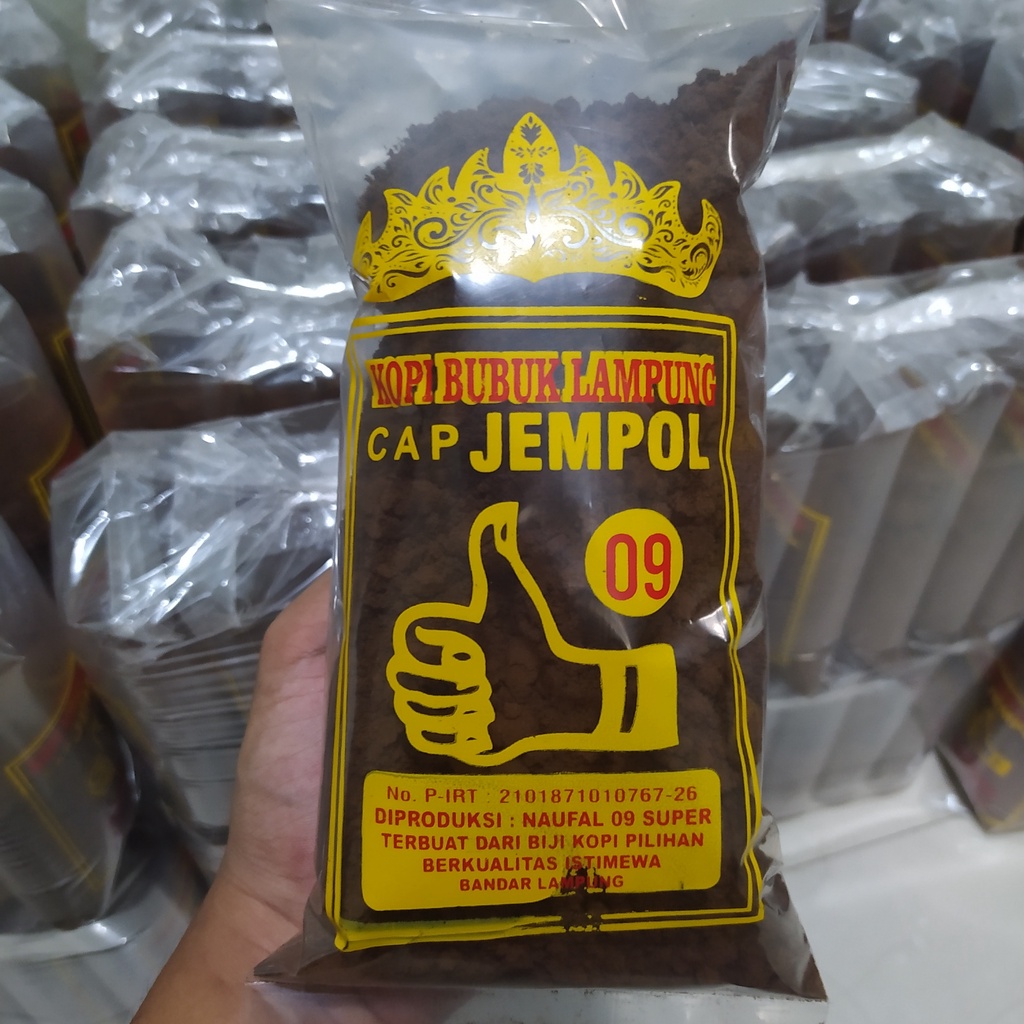 KOPI BUBUK LAMPUNG
CAP JEMPOL
09
No. P-IRT : 2101871010767-26
DIPRODUKSI : NAUFAL 09 SUPER
TERBUAT DARI BIJI KOPI PILIHAN
BERKUALITAS ISTIMEWA
BANDAR LAMPUNG